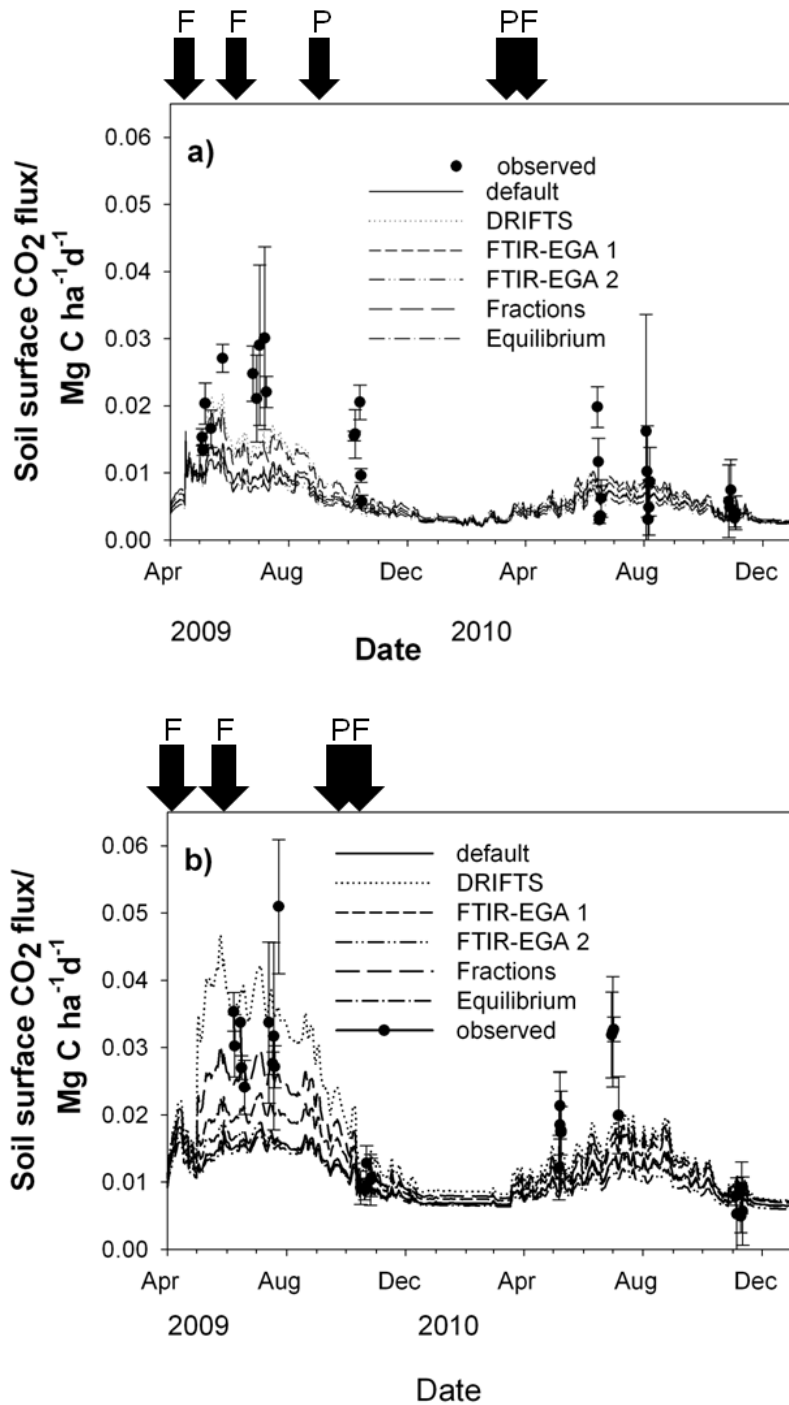 F F P PF
a)
0.06
0.05
0.04
0.03
0.02
0.01
0.00
Soil surface CO2 flux/
Mg C ha-1d-1
observed
default
DRIFTS
FTIR-EGA 1
FTIR-EGA 2
Fractions
Equilibrium
Apr Aug Dec Apr Aug Dec
2009 2010
Date
F F PF
b)
0.06
0.05
0.04
0.03
0.02
0.01
0.00
Soil surface CO2 flux/
Mg C ha-1d-1
default
DRIFTS
FTIR-EGA 1
FTIR-EGA 2
Fractions
Equilibrium
observed
Apr Aug Dec Apr Aug Dec
2009 2010
Date